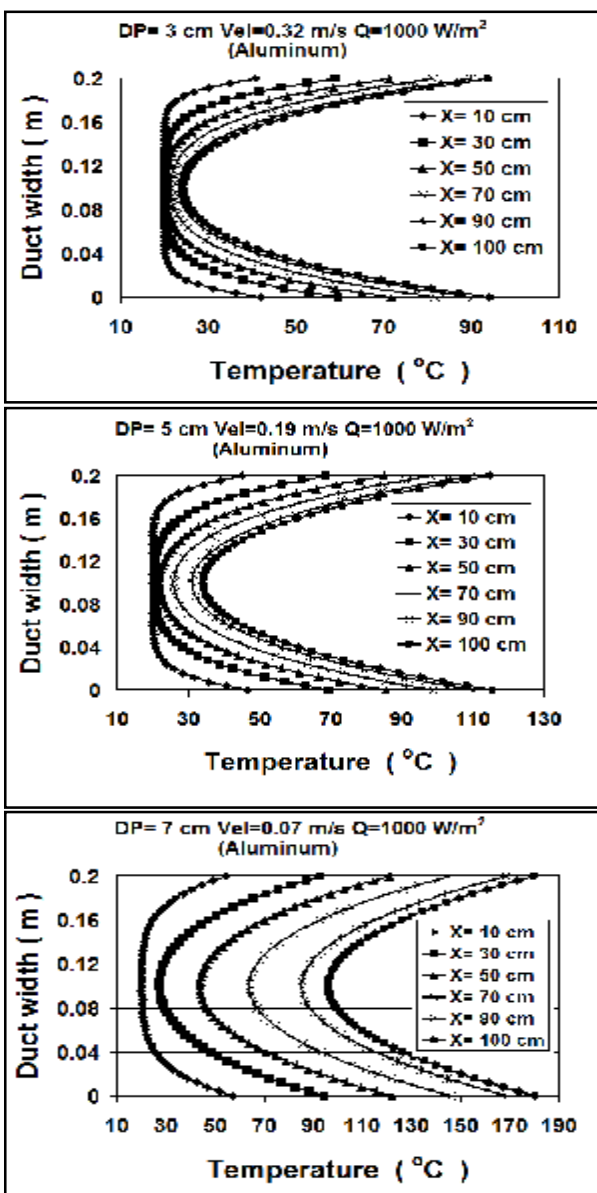 DP= 3 cm Vel=0.32 m/s Q=1000 W/m²
(Aluminum)
Duct width ( m )
0.2
0.16
0.12
0.08
0.04
0
10 30 50 70 90 110
Temperature ( °C )
X= 10 cm
X= 30 cm
X= 50 cm
X= 70 cm
X= 90 cm
X= 100 cm
DP= 5 cm Vel=0.19 m/s Q=1000 W/m²
(Aluminum)
Duct width ( m )
0.2
0.16
0.12
0.08
0.04
0
10 30 50 70 90 110 130
Temperature ( °C )
X= 10 cm
X= 30 cm
X= 50 cm
X= 70 cm
X= 90 cm
X= 100 cm
DP= 7 cm Vel=0.07 m/s Q=1000 W/m²
(Aluminum)
Duct width ( m )
0.2
0.16
0.12
0.08
0.04
0
10 30 50 70 90 110 130 150 170 190
Temperature ( °C )
X= 10 cm
X= 30 cm
X= 50 cm
X= 70 cm
X= 90 cm
X= 100 cm